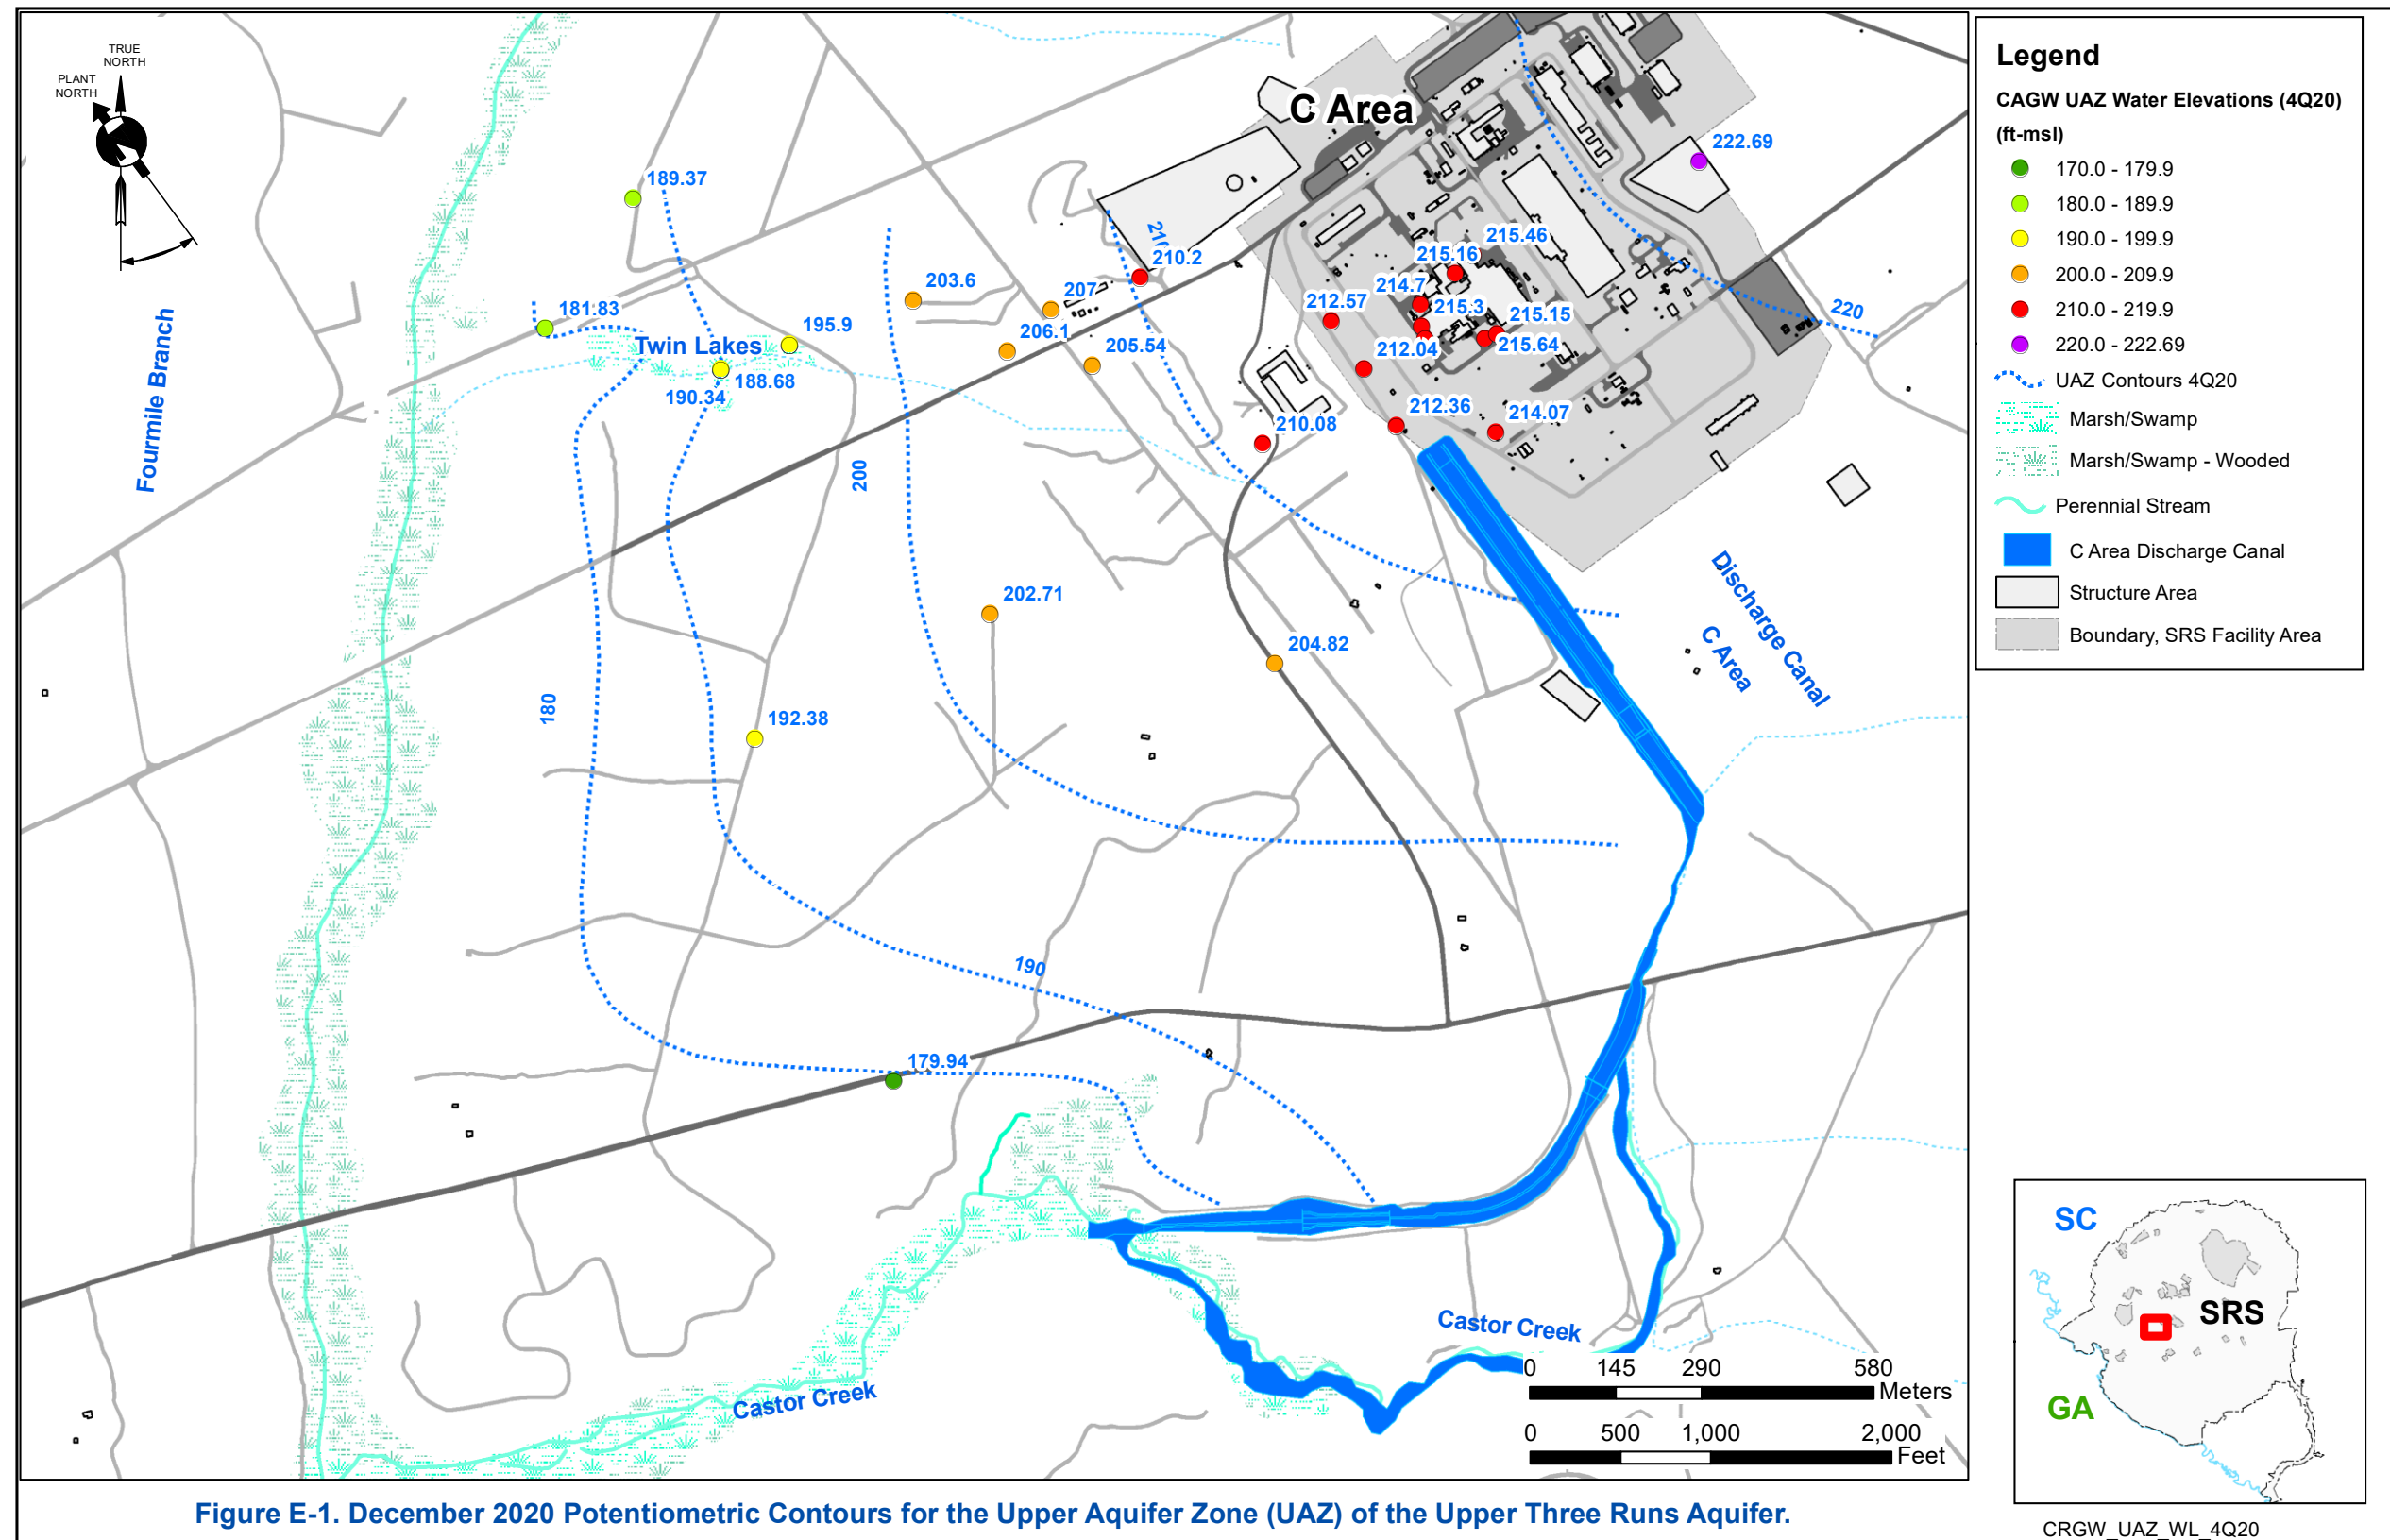 TRUE
NORTH
PLANT
NORTH
C Area
222.69
189.37
215.46
215.16
210.2
203.6
207
214.7
212.57
215.3
215.15
220
181.83
195.9
206.1
205.54
Twin Lakes
212.04
215.64
188.68
190.34
212.36
214.07
210.08
Fourmile Branch
200
202.71
204.82
Discharge Canal
C Area
180
192.38
190
179.94
Castor Creek
Castor Creek
0 145 290 580
Meters
0 500 1,000 2,000
Feet
Legend
CAGW UAZ Water Elevations (4Q20)
(ft-msl)
170.0 - 179.9
180.0 - 189.9
190.0 - 199.9
200.0 - 209.9
210.0 - 219.9
220.0 - 222.69
UAZ Contours 4Q20
Marsh/Swamp
Marsh/Swamp - Wooded
Perennial Stream
C Area Discharge Canal
Structure Area
Boundary, SRS Facility Area
SC
SRS
GA
Figure E-1. December 2020 Potentiometric Contours for the Upper Aquifer Zone (UAZ) of the Upper Three Runs Aquifer.
CRGW_UAZ_WL_4Q20